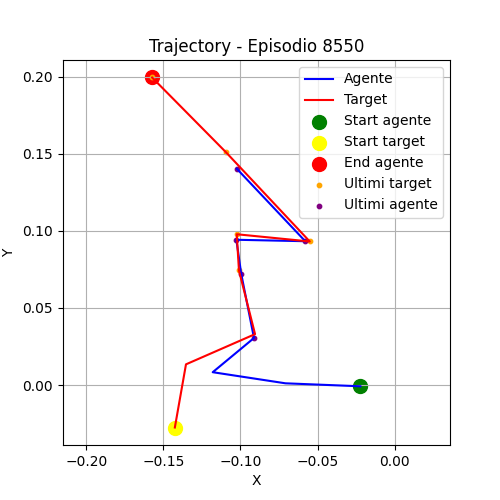 Trajectory - Episodio 8550
Agente
Target
Start agente
Start target
End agente
Ultimi target
Ultimi agente
0.20
0.15
0.10
0.05
0.00
Y
−0.20
−0.15
−0.10
−0.05
0.00
X